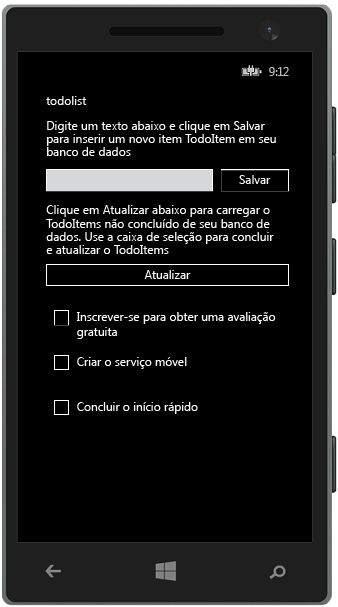 9:12
todolist
Digite um texto abaixo e clique em Salvar
para inserir um novo item TodoItem em seu
banco de dados
Salvar
Clique em Atualizar abaixo para carregar o
TodoItems não concluído de seu banco de
dados. Use a caixa de seleção para concluir
e atualizar o TodoItems
Atualizar
Inscrever-se para obter uma avaliação
gratuita
Criar o serviço móvel
Concluir o início rápido